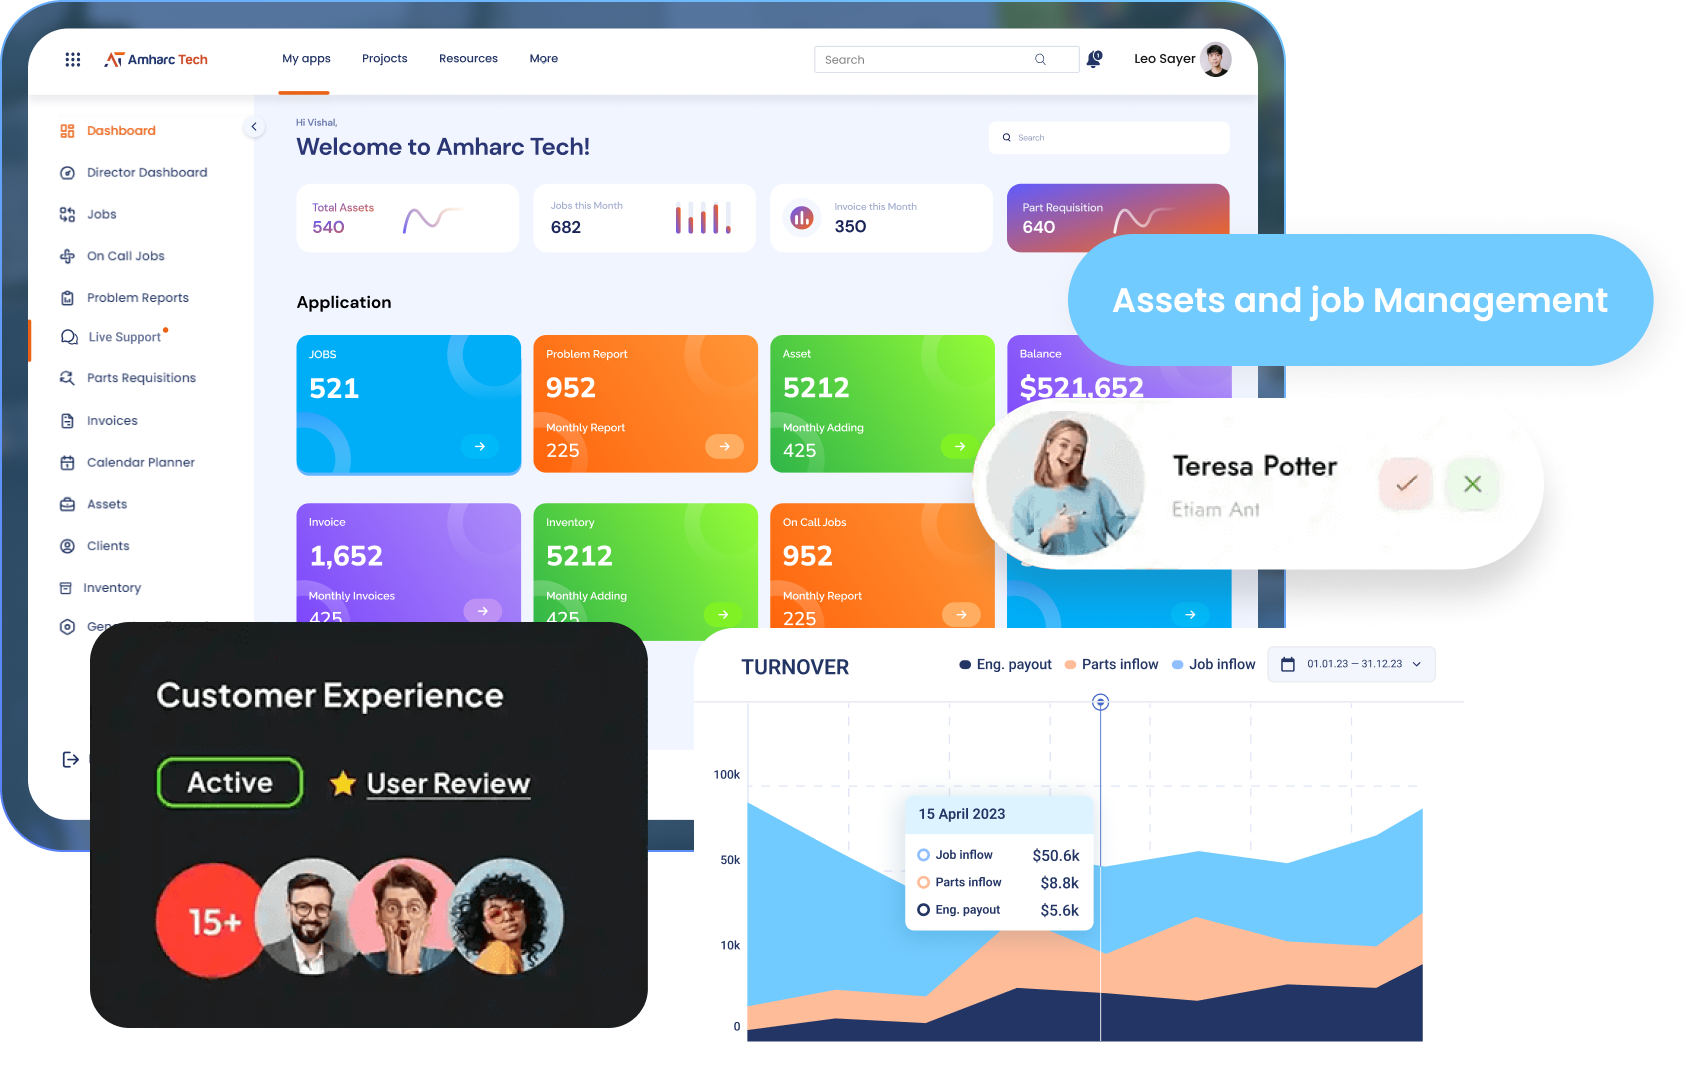 Amharc Tech
My apps
Projocts
Resources
More
Search
1
Leo Sayer
Dashboard
Director Dashboard
Jobs
On Call Jobs
Problem Reports
Live Support
Parts Requisitions
Invoices
Calendar Planner
Assets
Clients
Inventory
Hi Vishal,
Welcome to Amharc Tech!
Search
Total Assets
540
Jobs this Month
682
Invoice this Month
350
Part Requisition
640
Application
JOBS
521
Problem Report
952
Monthly Report
225
Asset
5212
Monthly Adding
425
Balance
$521,652
Assets and job Management
Teresa Potter
Etiam Ant
Invoice
1,652
Monthly Invoices
425
Inventory
5212
Monthly Adding
425
On Call Jobs
952
Monthly Report
225
Customer Experience
Active
User Review
15+
TURNOVER
Eng. payout
Parts inflow
Job inflow
01.01.23 — 31.12.23
100k
50k
10k
0
15 April 2023
Job inflow $50.6k
Parts inflow $8.8k
Eng. payout $5.6k